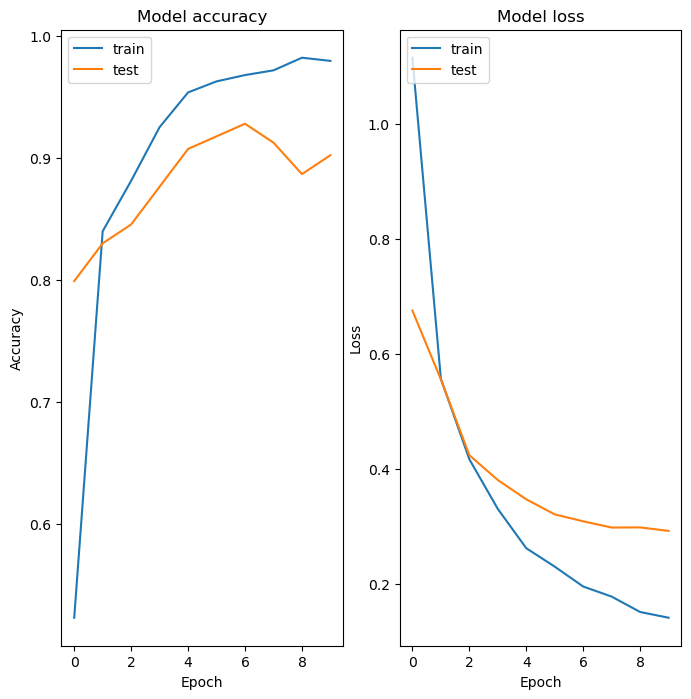 Model accuracy
train
test
1.0
0.9
0.8
0.7
0.6
Accuracy
0
2
4
6
8
Epoch
Model loss
train
test
1.0
0.8
0.6
0.4
0.2
Loss
0
2
4
6
8
Epoch